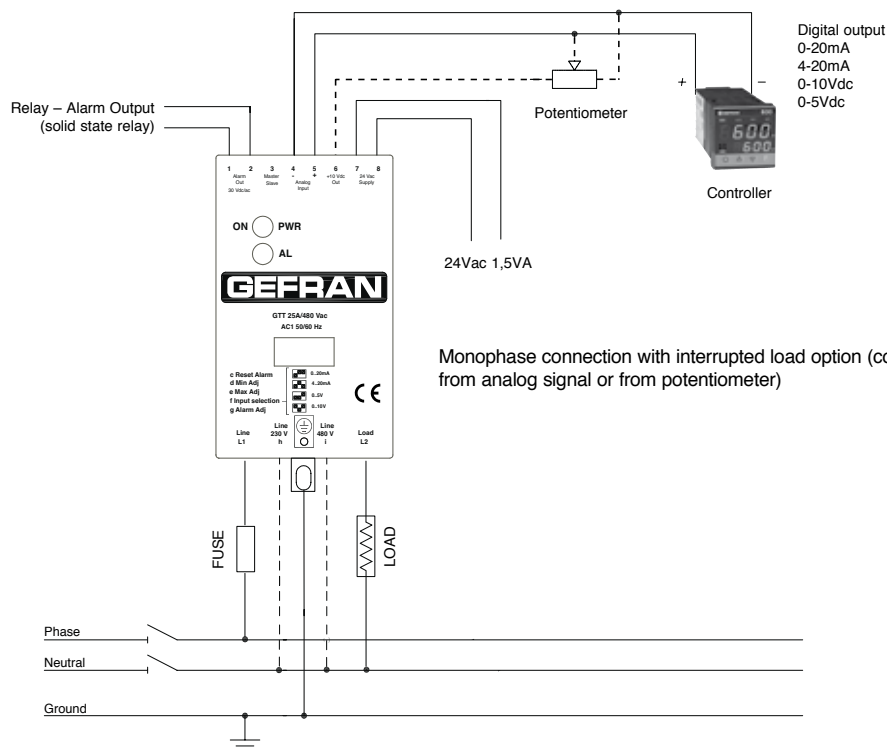 Digital output
0-20mA
4-20mA
0-10Vdc
0-5Vdc
+
–
Potentiometer
Relay – Alarm Output
(solid state relay)
600
600
Controller
1 2 3 4 5 6 7 8
Alarm Out 30 Vdc/ac
Master Slave
- Analog Input +
+10 Vdc Out
24 Vac Supply
ON PWR
AL
24Vac 1,5VA
GEFRAN
GTT 25A/480 Vac
AC1 50/60 Hz
Monophase connection with interrupted load option (co
from analog signal or from potentiometer)
c Reset Alarm 0..20mA
d Min Adj 4..20mA
e Max Adj 0..5V
f Input selection
g Alarm Adj 0..10V
CE
Line L1
Line 230 V h
Line 480 V i
Load L2
FUSE
LOAD
Phase
Neutral
Ground